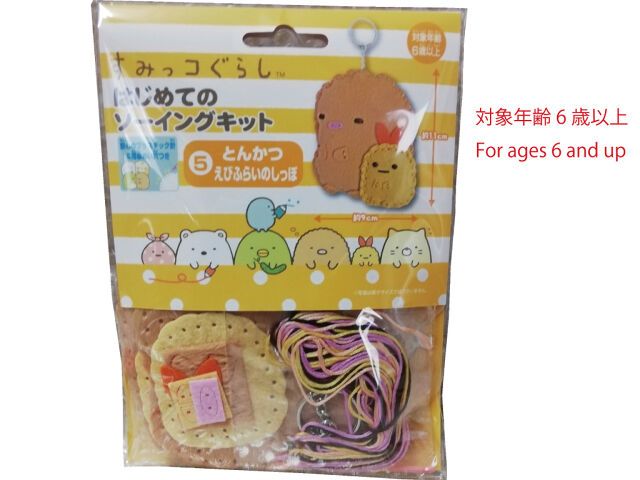 すみっコぐらし™
対象年齢
6歳以上
はじめての
ソーイングキット
⑤ とんかつ
えびふらいのしっぽ
約11cm
約9cm
対象年齢6歳以上
For ages 6 and up